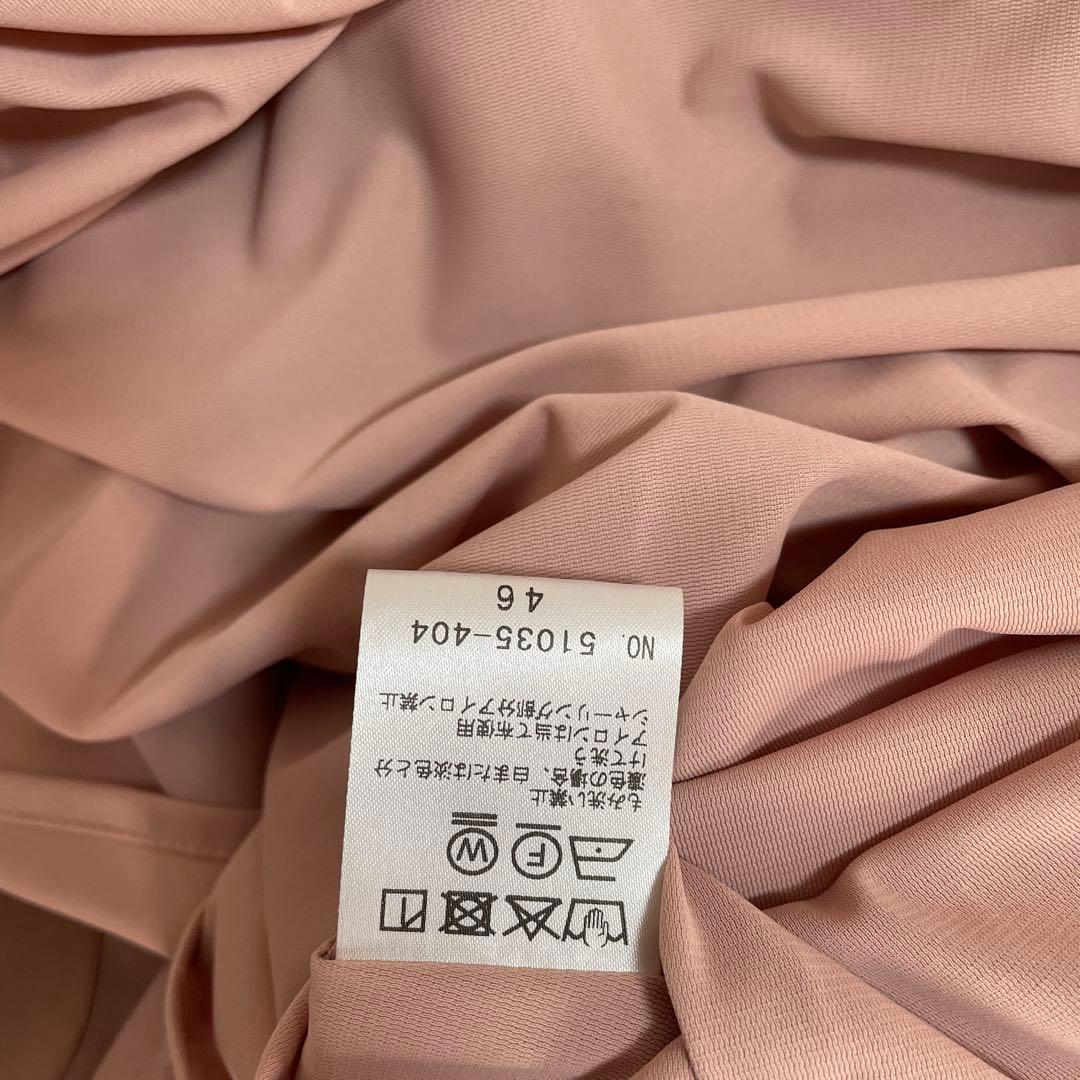 W
F
もみ洗い禁止
濃色の場合、白または淡色と分
けて洗う
アイロンは当て布使用
シャーリング部分アイロン禁止
NO. 51035-404
46